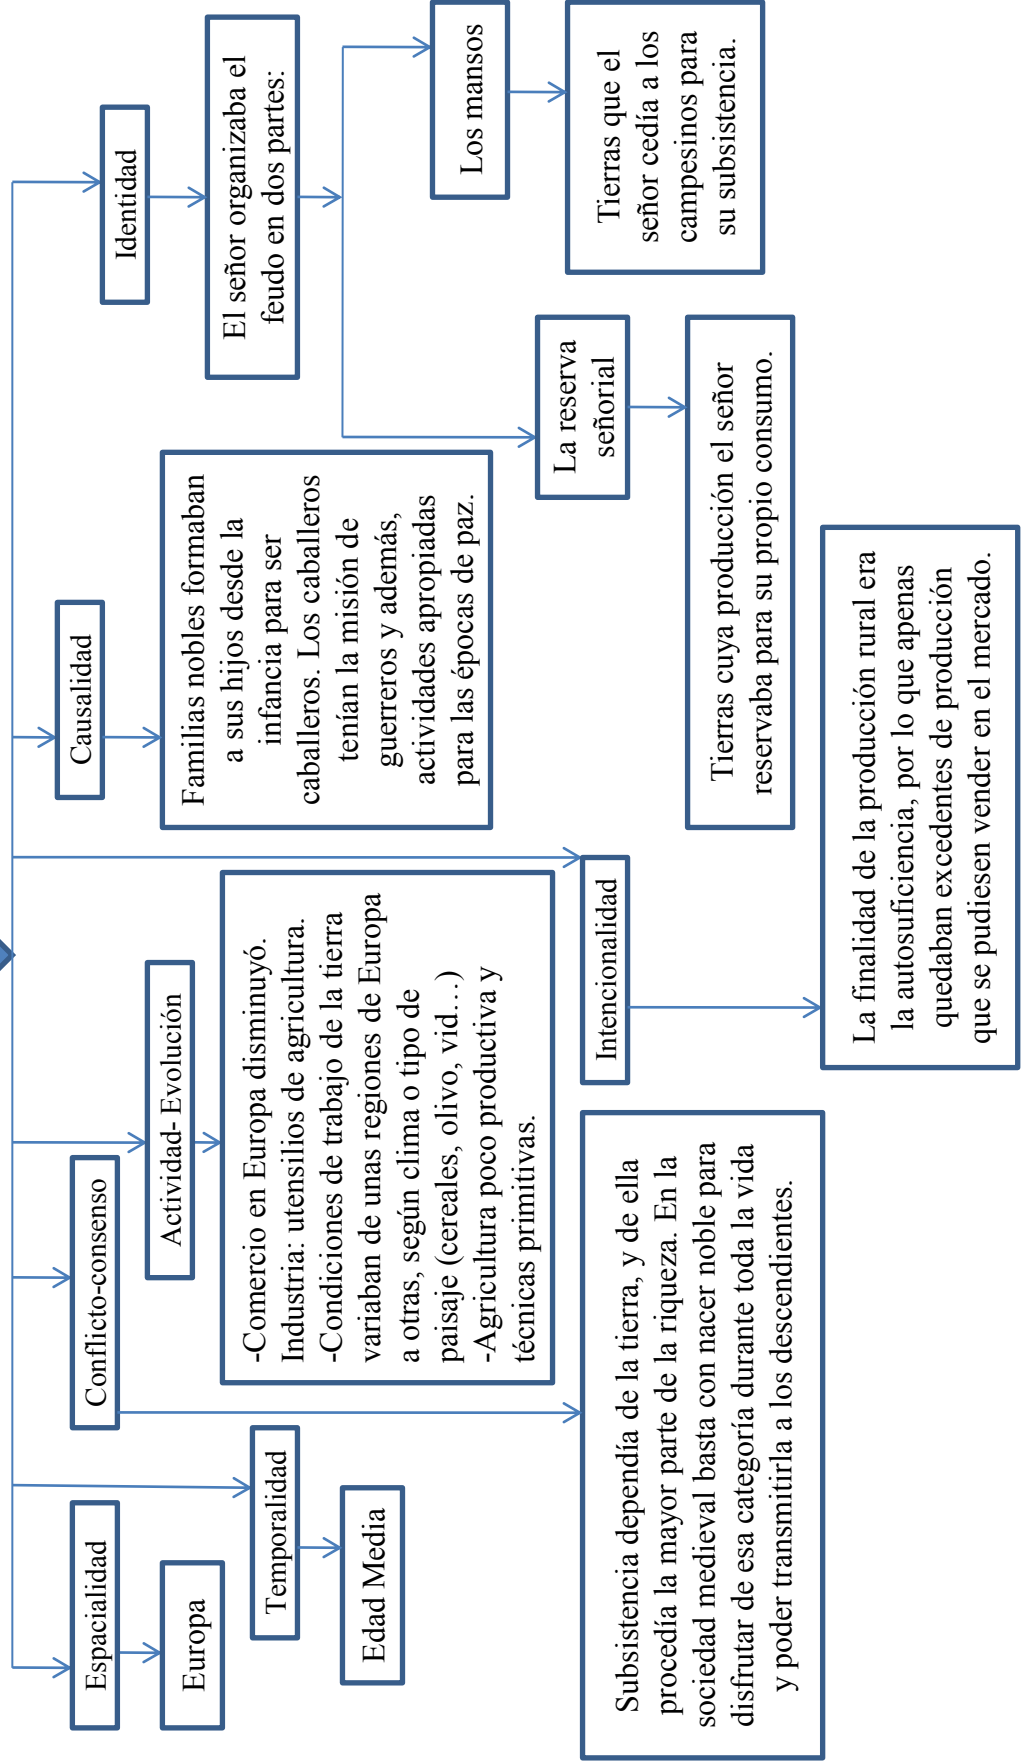 Espacialidad
Europa
Temporalidad
Edad Media
Conflicto-consenso
Subsistencia dependía de la tierra, y de ella
procedía la mayor parte de la riqueza. En la
sociedad medieval basta con nacer noble para
disfrutar de esa categoría durante toda la vida
y poder transmitirla a los descendientes.
Actividad- Evolución
-Comercio en Europa disminuyó.
Industria: utensilios de agricultura.
-Condiciones de trabajo de la tierra
variaban de unas regiones de Europa
a otras, según clima o tipo de
paisaje (cereales, olivo, vid…)
-Agricultura poco productiva y
técnicas primitivas.
Intencionalidad
La finalidad de la producción rural era
la autosuficiencia, por lo que apenas
quedaban excedentes de producción
que se pudiesen vender en el mercado.
Causalidad
Familias nobles formaban
a sus hijos desde la
infancia para ser
caballeros. Los caballeros
tenían la misión de
guerreros y además,
actividades apropiadas
para las épocas de paz.
Identidad
El señor organizaba el
feudo en dos partes:
La reserva
señorial
Tierras cuya producción el señor
reservaba para su propio consumo.
Los mansos
Tierras que el
señor cedía a los
campesinos para
su subsistencia.